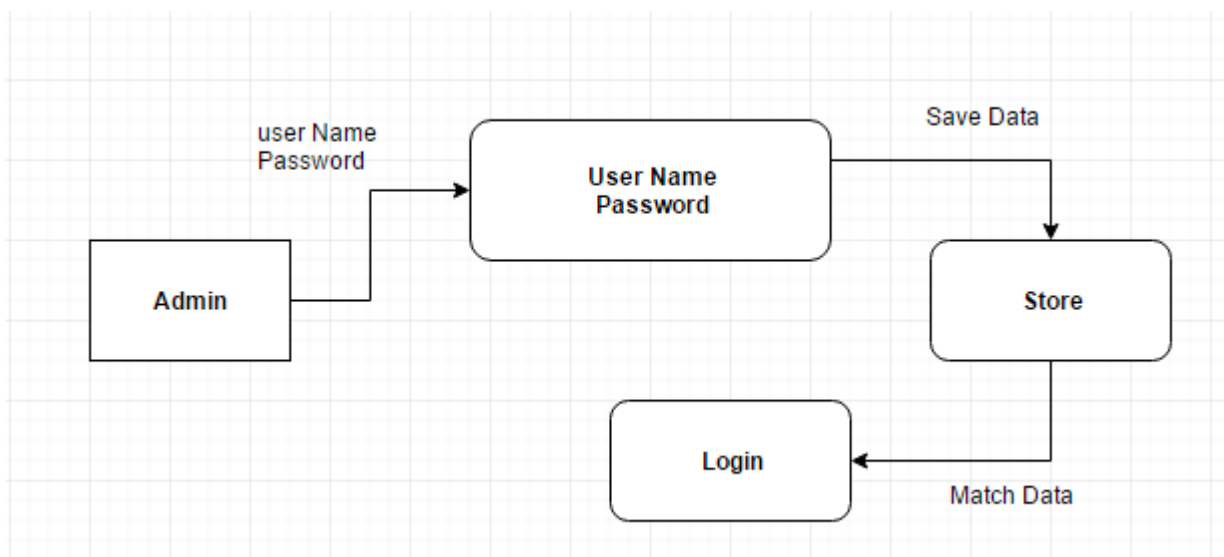 user Name
Password
User Name
Password
Save Data
Admin
Store
Login
Match Data